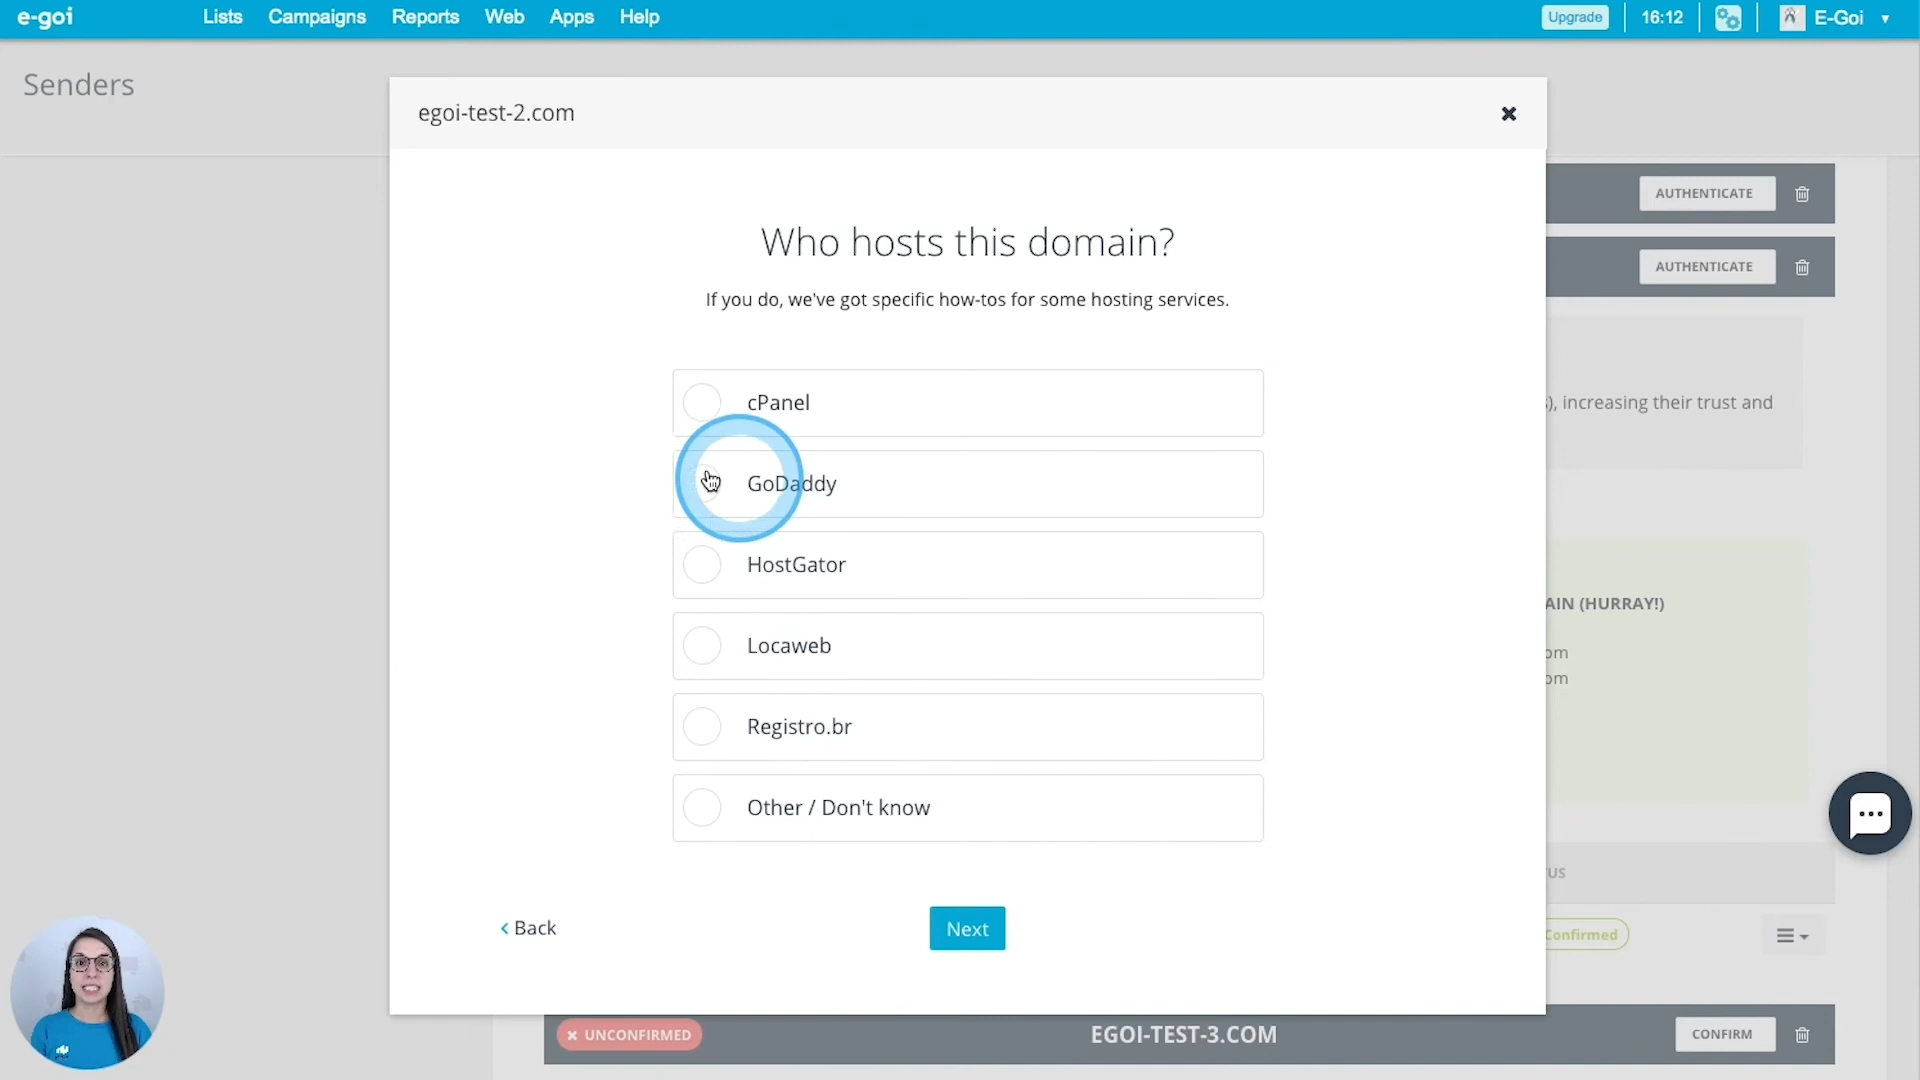 e-goi
Lists Campaigns Reports Web Apps Help
Upgrade
16:12
E-Goi
Senders
egoi-test-2.com
AUTHENTICATE
AUTHENTICATE
Who hosts this domain?
If you do, we've got specific how-tos for some hosting services.
cPanel
), increasing their trust and
GoDaddy
HostGator
AIN (HURRAY!)
Locaweb
om
om
Registro.br
Other / Don't know
US
Back
Next
Confirmed
UNCONFIRMED
EGOI-TEST-3.COM
CONFIRM